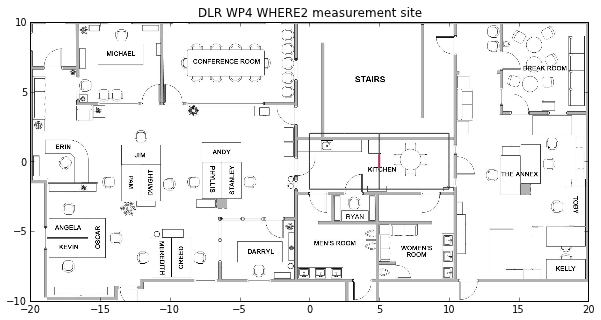 DLR WP4 WHERE2 measurement site
10
5
0
−5
−10
−20
−15
−10
−5
0
5
10
15
20
MICHAEL
CONFERENCE ROOM
STAIRS
BREAK ROOM
ERIN
JIM
PAM
DWIGHT
ANDY
PHYLLIS
STANLEY
KITCHEN
THE ANNEX
TOBY
RYAN
ANGELA
KEVIN
OSCAR
MEREDITH
CREED
DARRYL
MEN'S ROOM
WOMEN'S
ROOM
KELLY